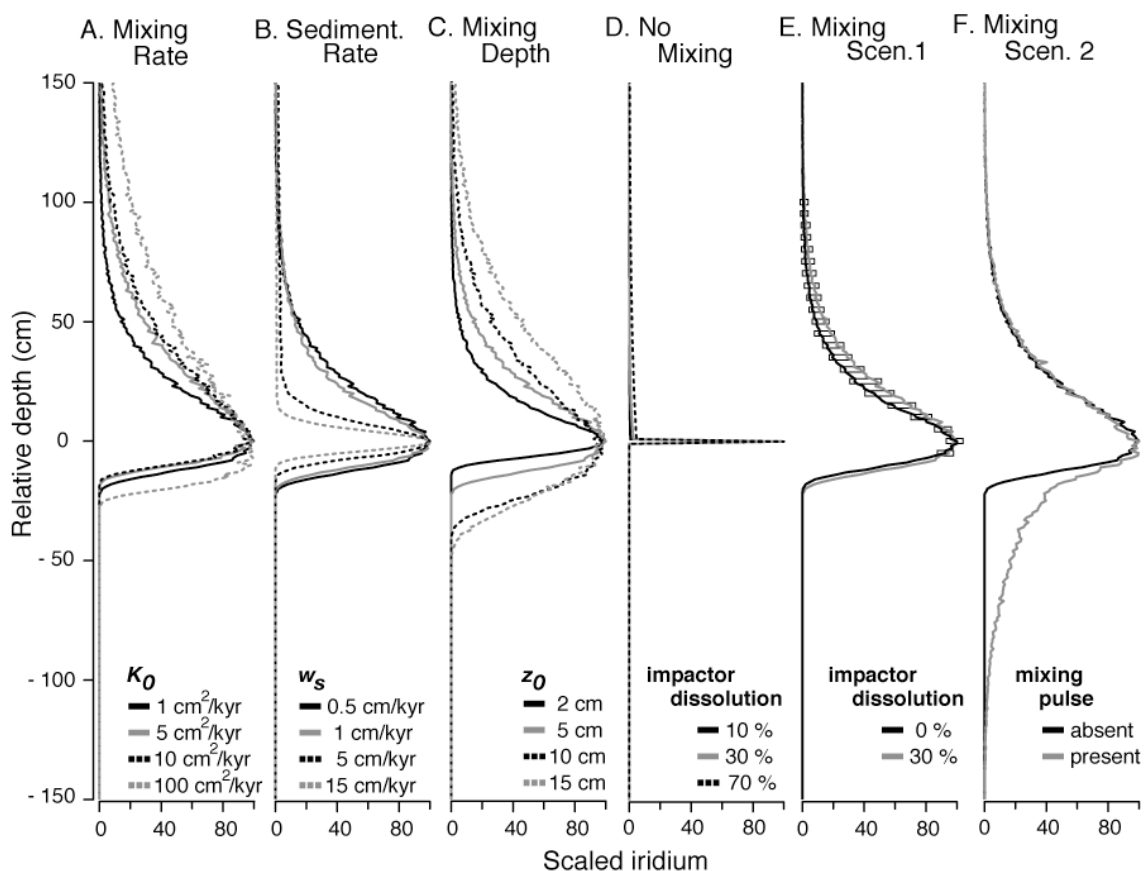 A. Mixing
Rate
B. Sediment.
Rate
C. Mixing
Depth
D. No
Mixing
E. Mixing
Scen.1
F. Mixing
Scen. 2
150
100
50
0
- 50
- 100
- 150
Relative depth (cm)
K0
1 cm2/kyr
5 cm2/kyr
10 cm2/kyr
100 cm2/kyr
ws
0.5 cm/kyr
1 cm/kyr
5 cm/kyr
15 cm/kyr
z0
2 cm
5 cm
10 cm
15 cm
impactor
dissolution
10 %
30 %
70 %
impactor
dissolution
0 %
30 %
mixing
pulse
absent
present
0 40 80
0 40 80
0 40 80
0 40 80
0 40 80
0 40 80
Scaled iridium